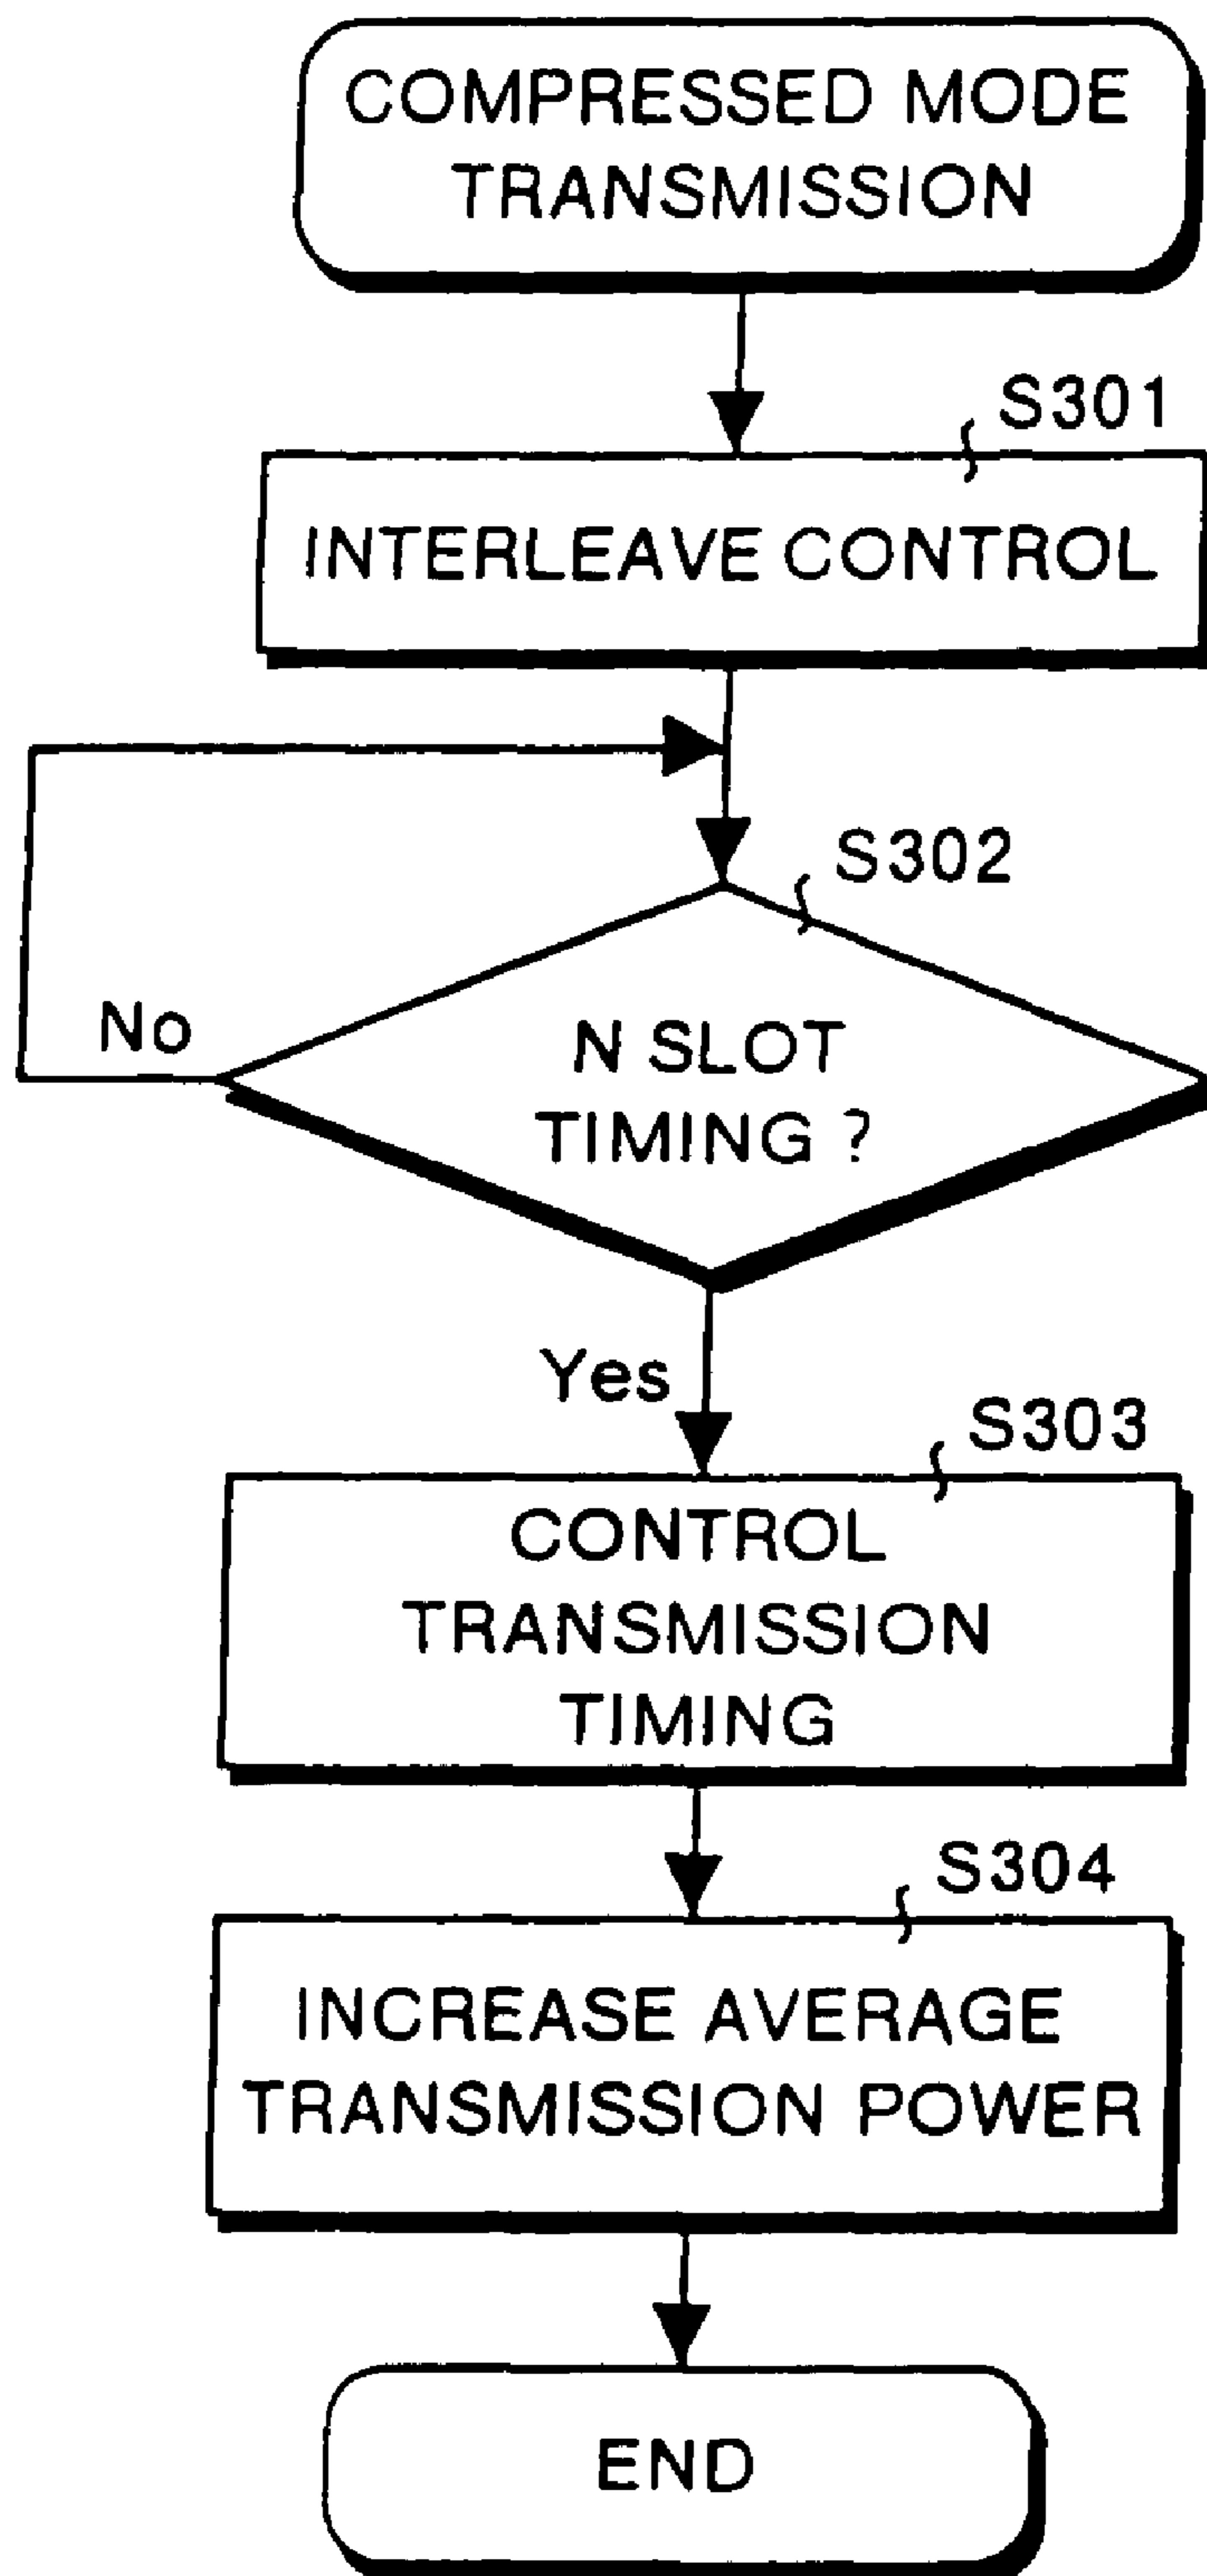 COMPRESSED MODE
TRANSMISSION
S301
INTERLEAVE CONTROL
S302
No
N SLOT
TIMING ?
Yes
S303
CONTROL
TRANSMISSION
TIMING
S304
INCREASE AVERAGE
TRANSMISSION POWER
END